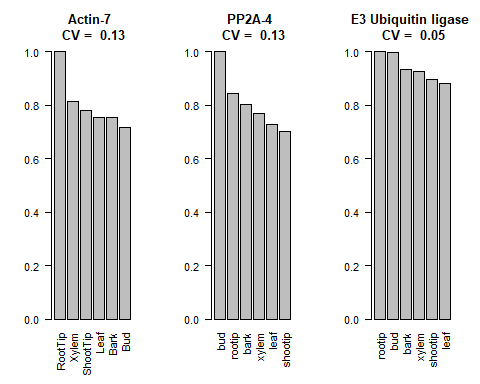 Actin-7
CV = 0.13
1.0
0.8
0.6
0.4
0.2
0.0
RootTip
Xylem
ShootTip
Leaf
Bark
Bud
PP2A-4
CV = 0.13
1.0
0.8
0.6
0.4
0.2
0.0
bud
rootip
bark
xylem
leaf
shootip
E3 Ubiquitin ligase
CV = 0.05
1.0
0.8
0.6
0.4
0.2
0.0
rootip
bud
bark
xylem
shootip
leaf